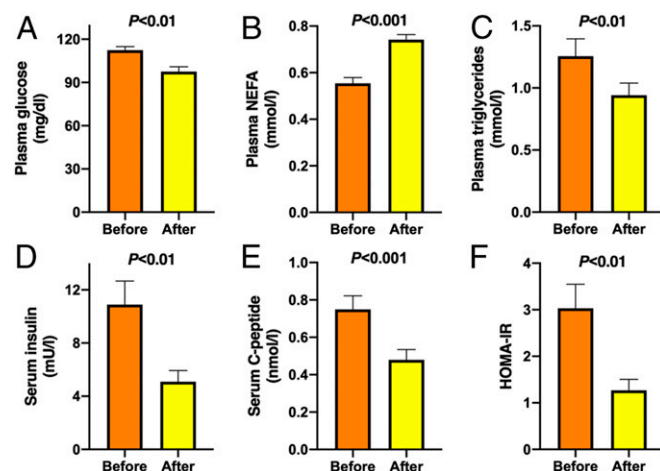 A
P<0.01
Plasma glucose
(mg/dl)
120
90
60
30
0
Before After
B
P<0.001
Plasma NEFA
(mmol/l)
0.8
0.6
0.4
0.2
0.0
Before After
C
P<0.01
Plasma triglycerides
(mmol/l)
1.5
1.0
0.5
0.0
Before After
D
P<0.01
Serum insulin
(mU/l)
12
8
4
0
Before After
E
P<0.001
Serum C-peptide
(nmol/l)
1.0
0.8
0.6
0.4
0.2
0.0
Before After
F
P<0.01
HOMA-IR
4
3
2
1
0
Before After